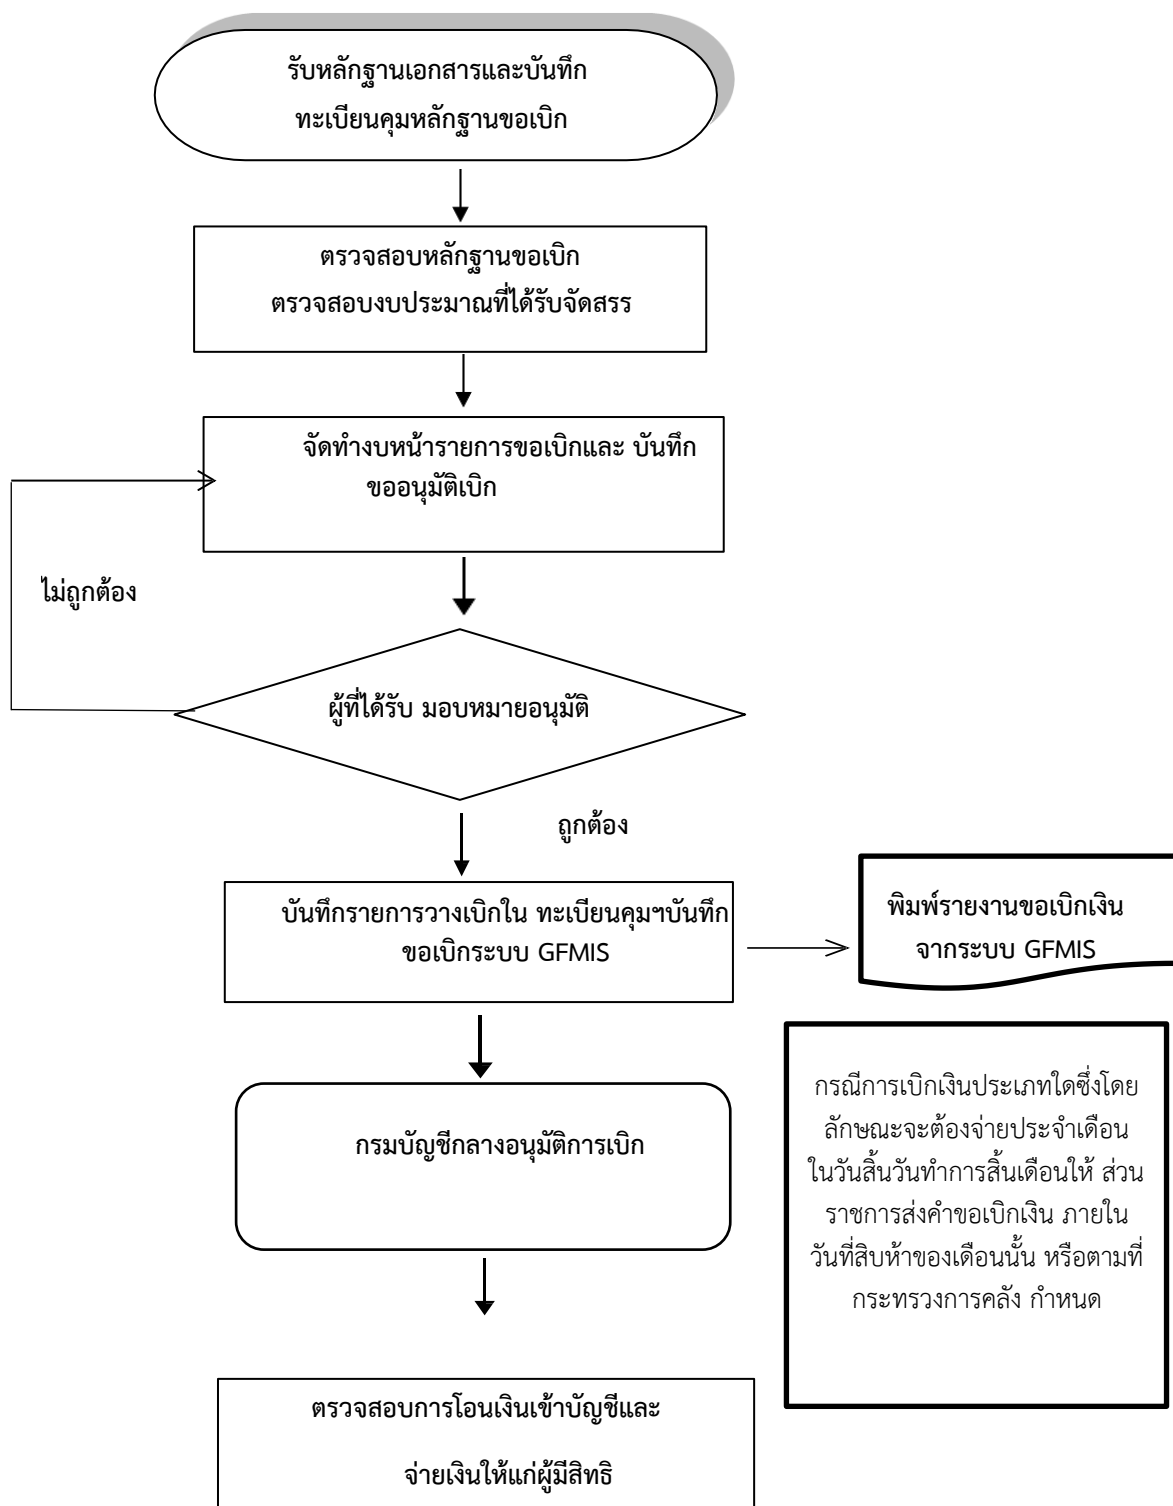 รับหลักฐานเอกสารและบันทึก
ทะเบียนคุมหลักฐานขอเบิก
ตรวจสอบหลักฐานขอเบิก
ตรวจสอบงบประมาณที่ได้รับจัดสรร
จัดทำงบหน้ารายการขอเบิกและ บันทึก
ขออนุมัติเบิก
ไม่ถูกต้อง
ผู้ที่ได้รับ มอบหมายอนุมัติ
ถูกต้อง
บันทึกรายการวางเบิกใน ทะเบียนคุมฯบันทึก
ขอเบิกระบบ GFMIS
พิมพ์รายงานขอเบิกเงิน
จากระบบ GFMIS
กรมบัญชีกลางอนุมัติการเบิก
กรณีการเบิกเงินประเภทใดซึ่งโดย
ลักษณะจะต้องจ่ายประจำเดือน
ในวันสิ้นวันทำการสิ้นเดือนให้ ส่วน
ราชการส่งคำขอเบิกเงิน ภายใน
วันที่สิบห้าของเดือนนั้น หรือตามที่
กระทรวงการคลัง กำหนด
ตรวจสอบการโอนเงินเข้าบัญชีและ
จ่ายเงินให้แก่ผู้มีสิทธิ